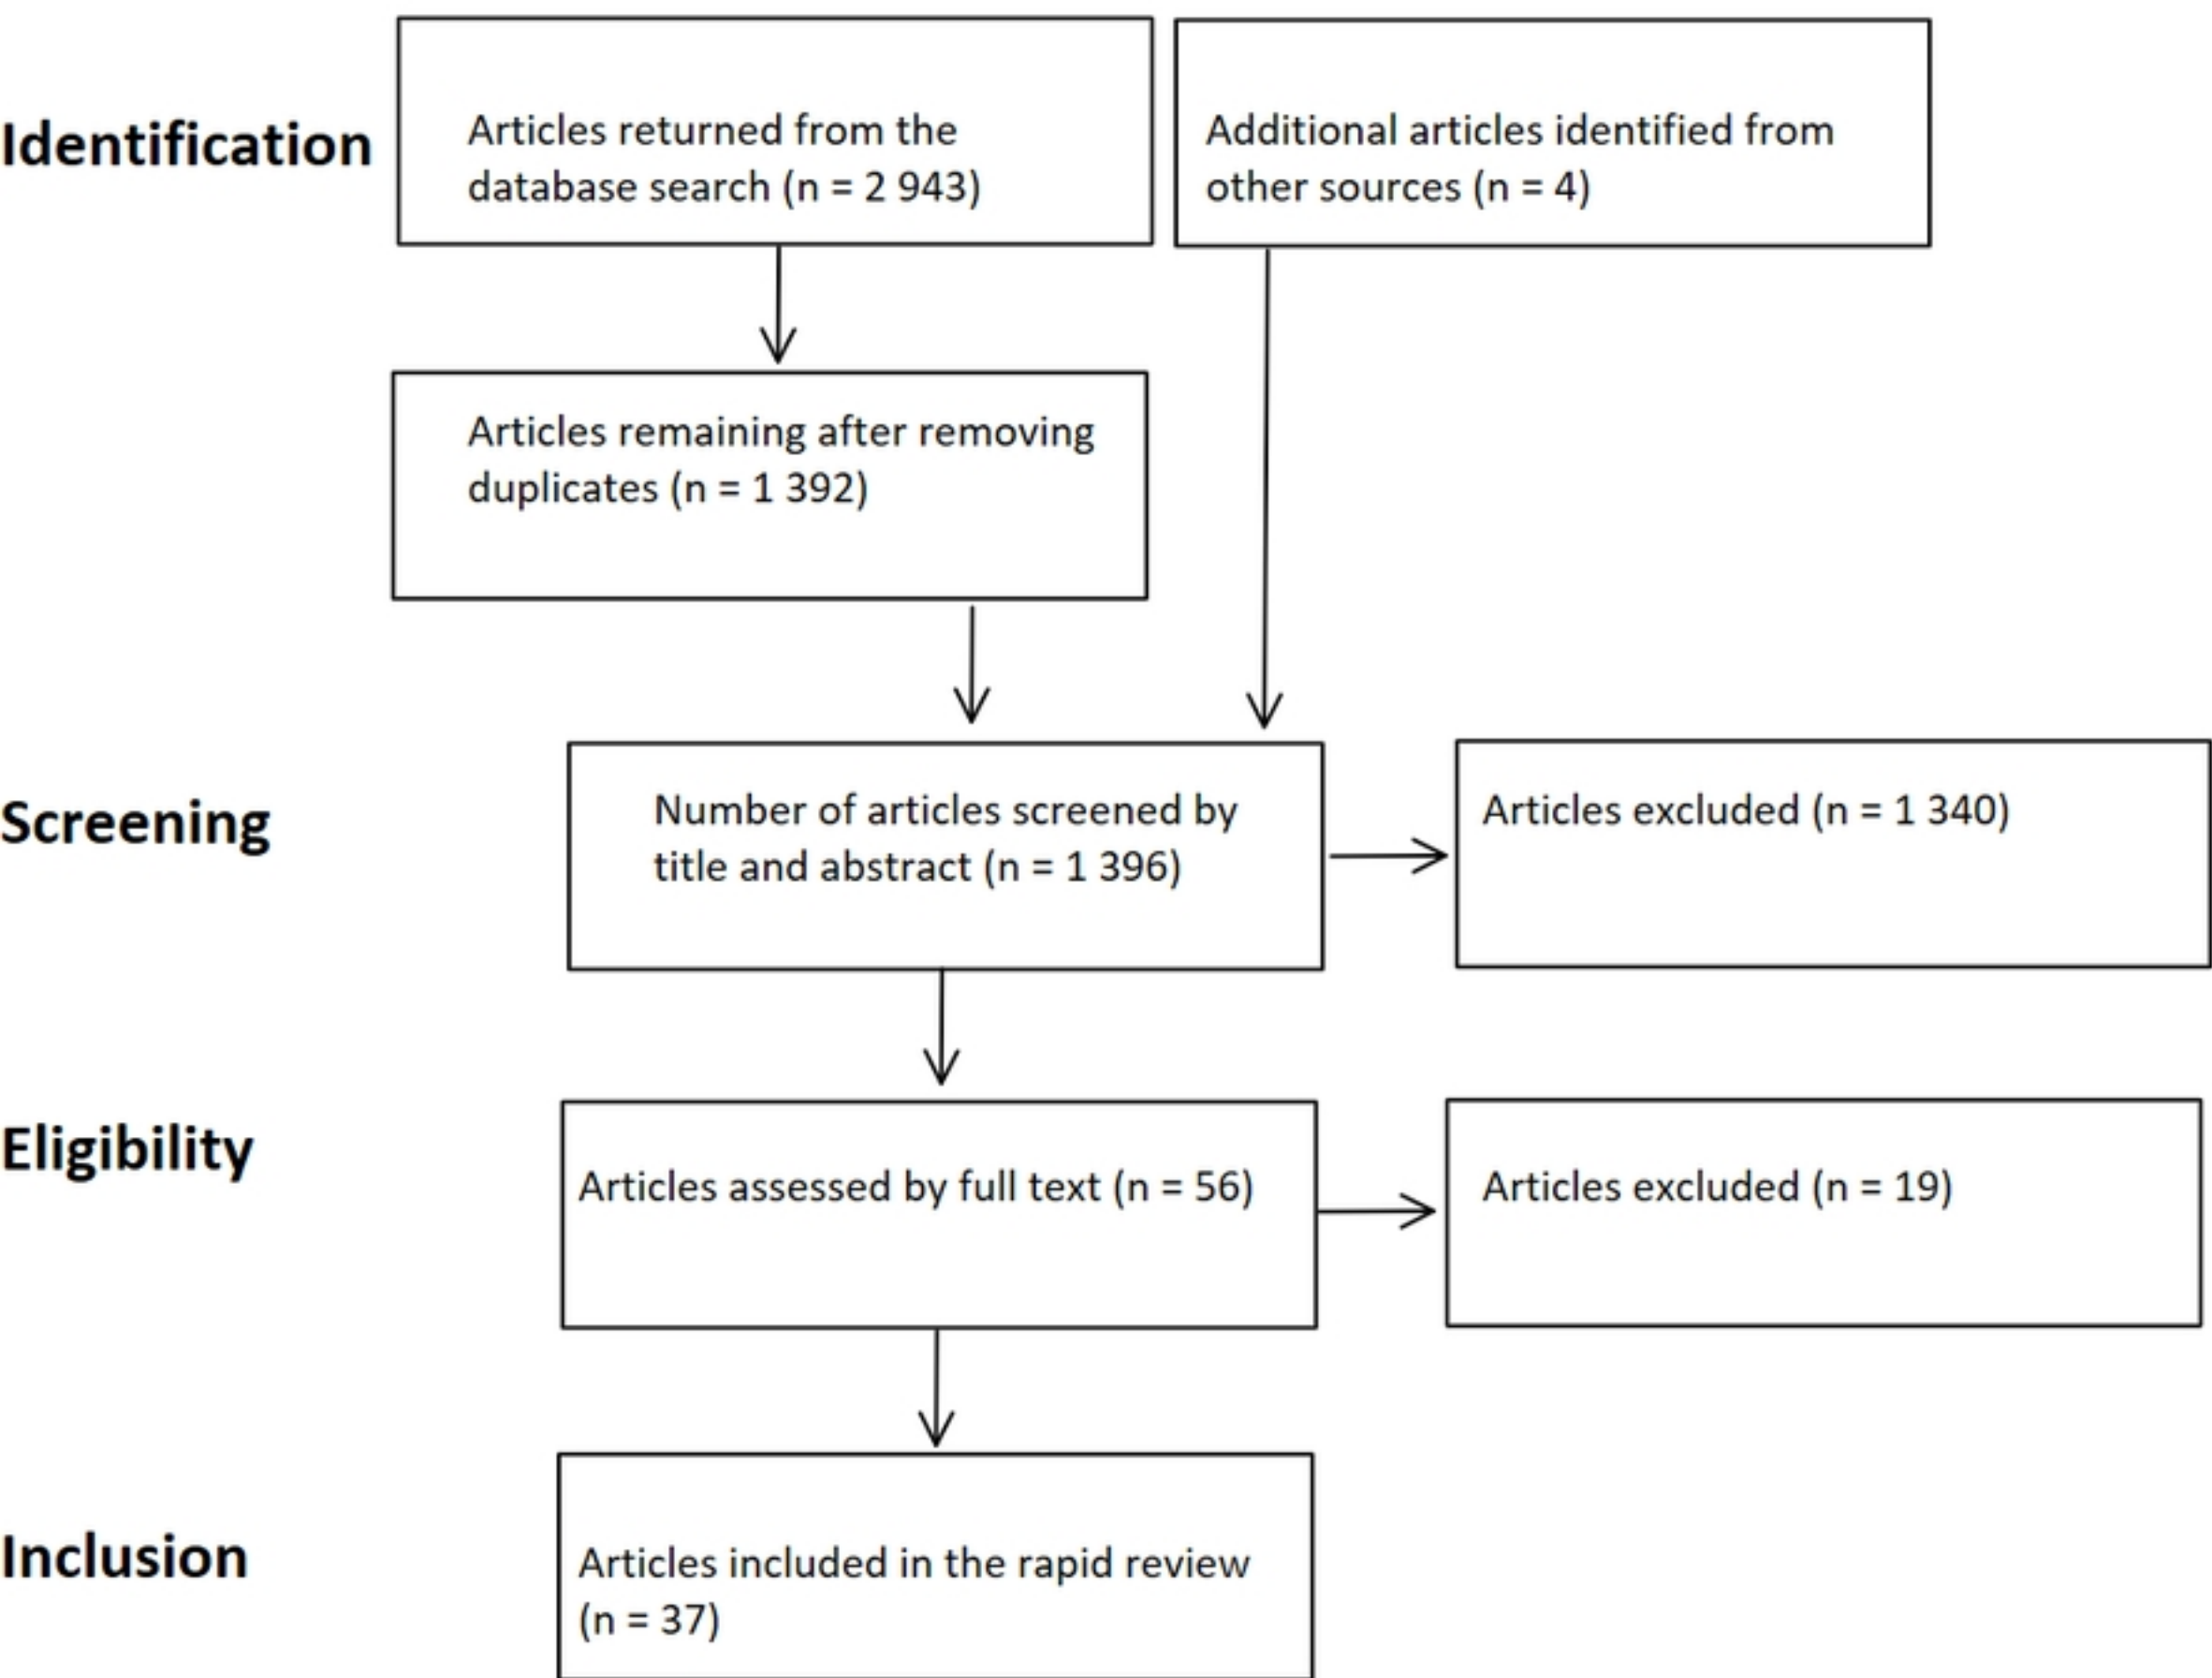 Identification
Articles returned from the
database search (n = 2 943)
Additional articles identified from
other sources (n = 4)
Articles remaining after removing
duplicates (n = 1 392)
Screening
Number of articles screened by
title and abstract (n = 1 396)
Articles excluded (n = 1 340)
Eligibility
Articles assessed by full text (n = 56)
Articles excluded (n = 19)
Inclusion
Articles included in the rapid review
(n = 37)